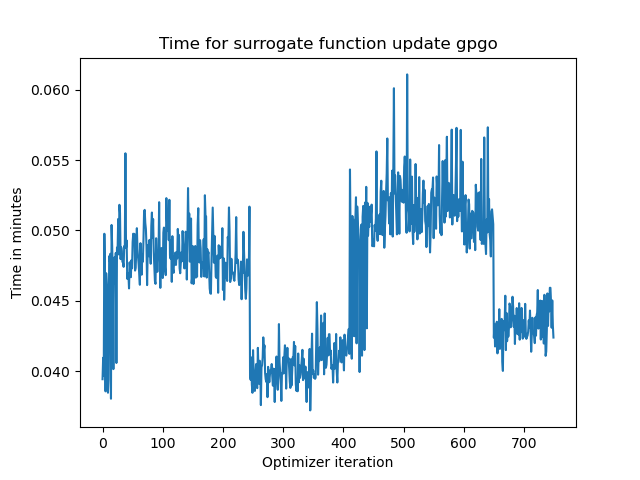 Time for surrogate function update gpgo
0.060
0.055
0.050
0.045
0.040
Time in minutes
0 100 200 300 400 500 600 700
Optimizer iteration